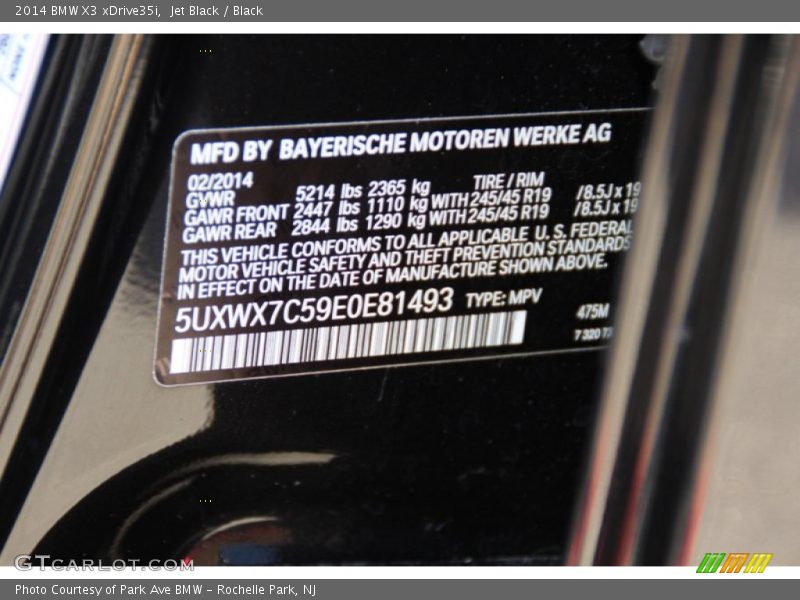 2014 BMW X3 xDrive35i, Jet Black / Black
MFD BY BAYERISCHE MOTOREN WERKE AG
02/2014 TIRE / RIM
GVWR 5214 lbs 2365 kg
GAWR FRONT 2447 lbs 1110 kg WITH 245/45 R19 /8.5J x 19
GAWR REAR 2844 lbs 1290 kg WITH 245/45 R19 /8.5J x 19
THIS VEHICLE CONFORMS TO ALL APPLICABLE U. S. FEDERAL
MOTOR VEHICLE SAFETY AND THEFT PREVENTION STANDARDS
IN EFFECT ON THE DATE OF MANUFACTURE SHOWN ABOVE.
5UXWX7C59E0E81493 TYPE: MPV
475M
7 320 7
GTCARLOT.COM
Photo Courtesy of Park Ave BMW - Rochelle Park, NJ